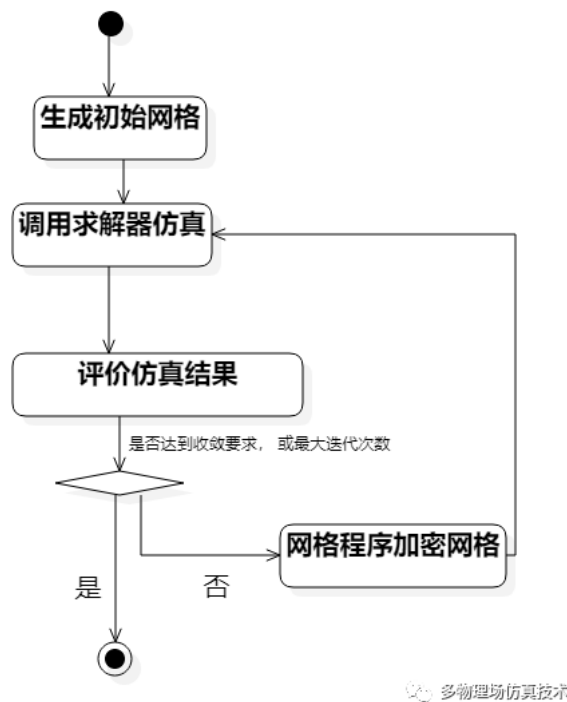 生成初始网格
调用求解器仿真
评价仿真结果
是否达到收敛要求， 或最大迭代次数
网格程序加密网格
是
否
多物理场仿真技术